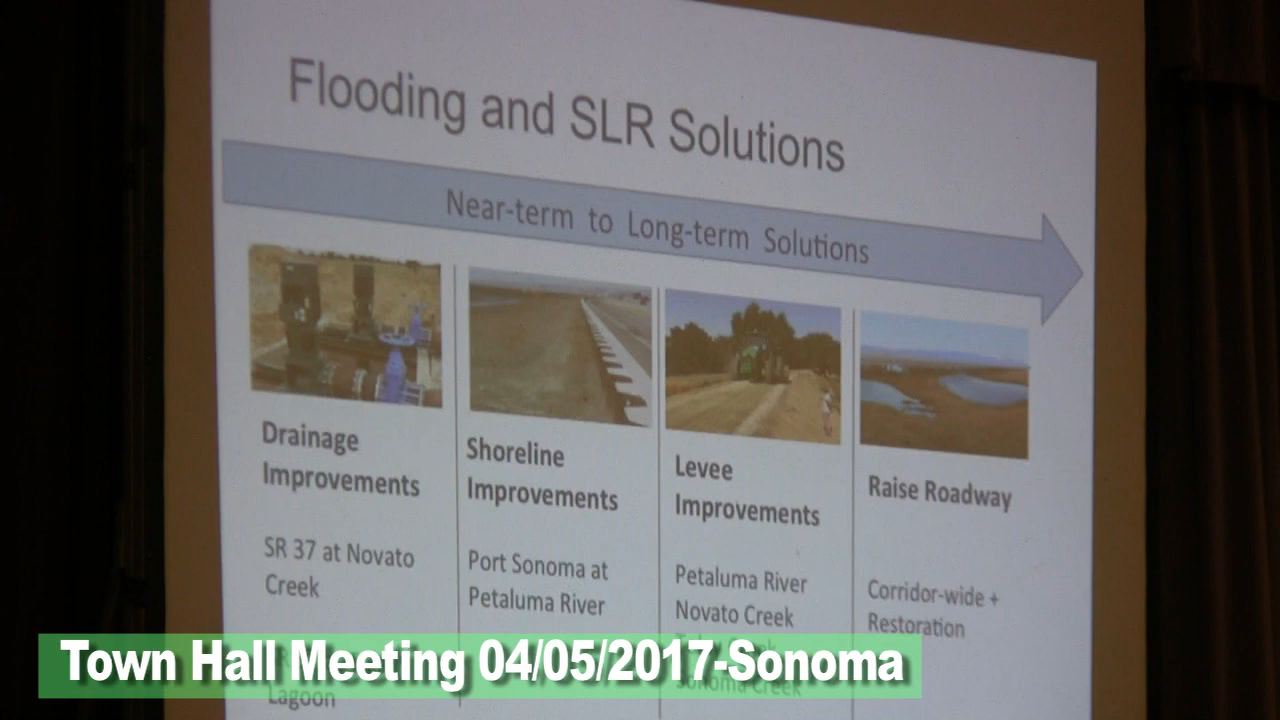 Flooding and SLR Solutions
Near-term to Long-term Solutions
Drainage
Improvements
SR 37 at Novato
Creek
Lagoon
Shoreline
Improvements
Port Sonoma at
Petaluma River
Levee
Improvements
Petaluma River
Novato Creek
Sonoma Creek
Raise Roadway
Corridor-wide +
Restoration
Town Hall Meeting 04/05/2017-Sonoma